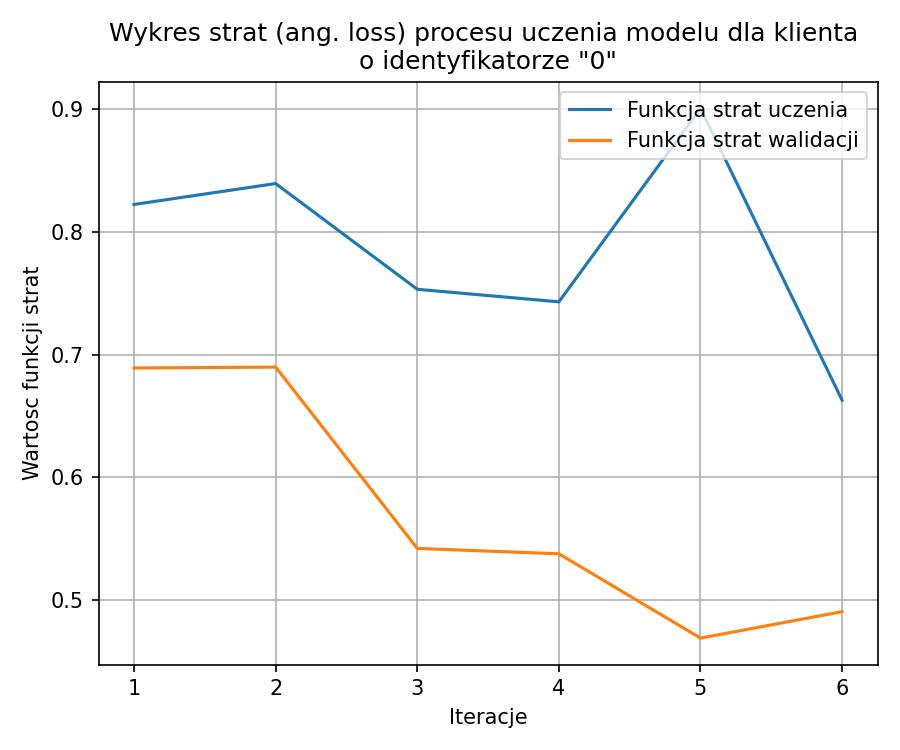 Wykres strat (ang. loss) procesu uczenia modelu dla klienta
o identyfikatorze "0"
Funkcja strat uczenia
Funkcja strat walidacji
Wartosc funkcji strat
0.9
0.8
0.7
0.6
0.5
1 2 3 4 5 6
Iteracje